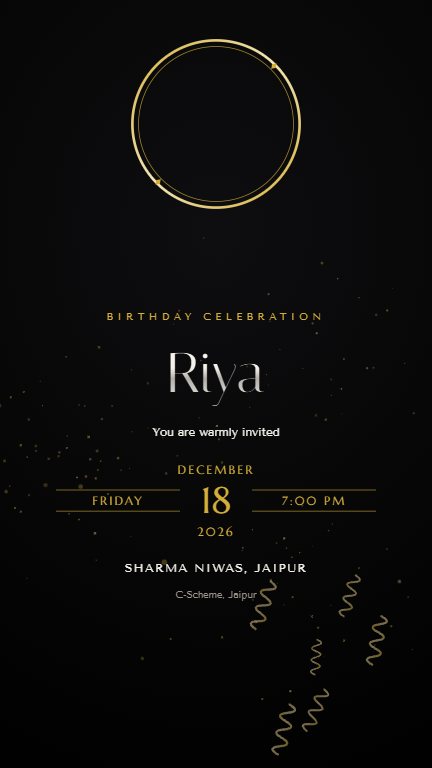 BIRTHDAY CELEBRATION
Riya
You are warmly invited
DECEMBER
FRIDAY 18 7:00 PM
2026
SHARMA NIWAS, JAIPUR
C-Scheme, Jaipur